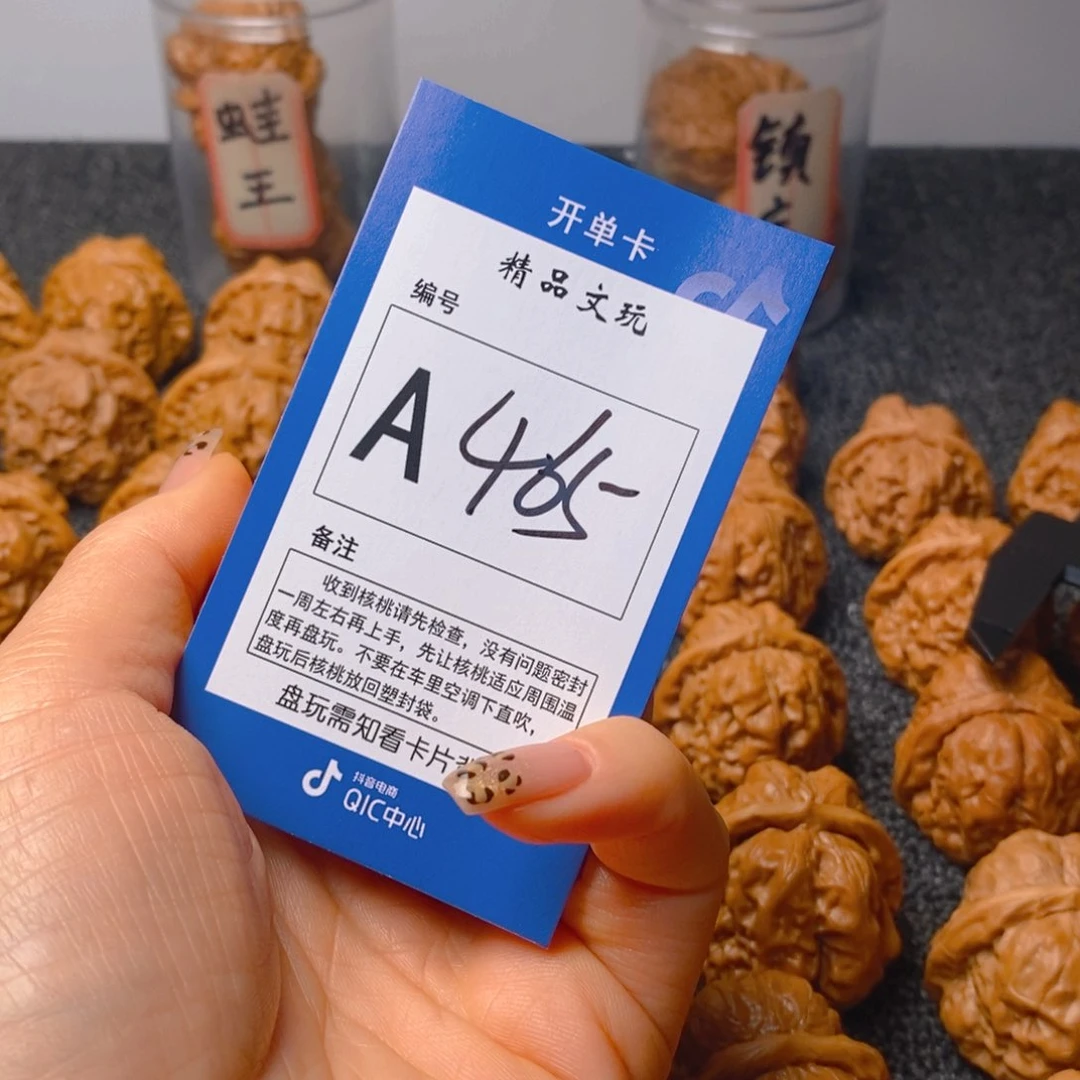 蛙
王
开单卡
精品文玩
编号
A 465
备注
收到核桃请先检查，没有问题密封
一周左右再上手，先让核桃适应周围温
度再盘玩。不要在车里空调下直吹，
盘玩后核桃放回塑封袋。
盘玩需知看卡片
抖音电商
QIC中心